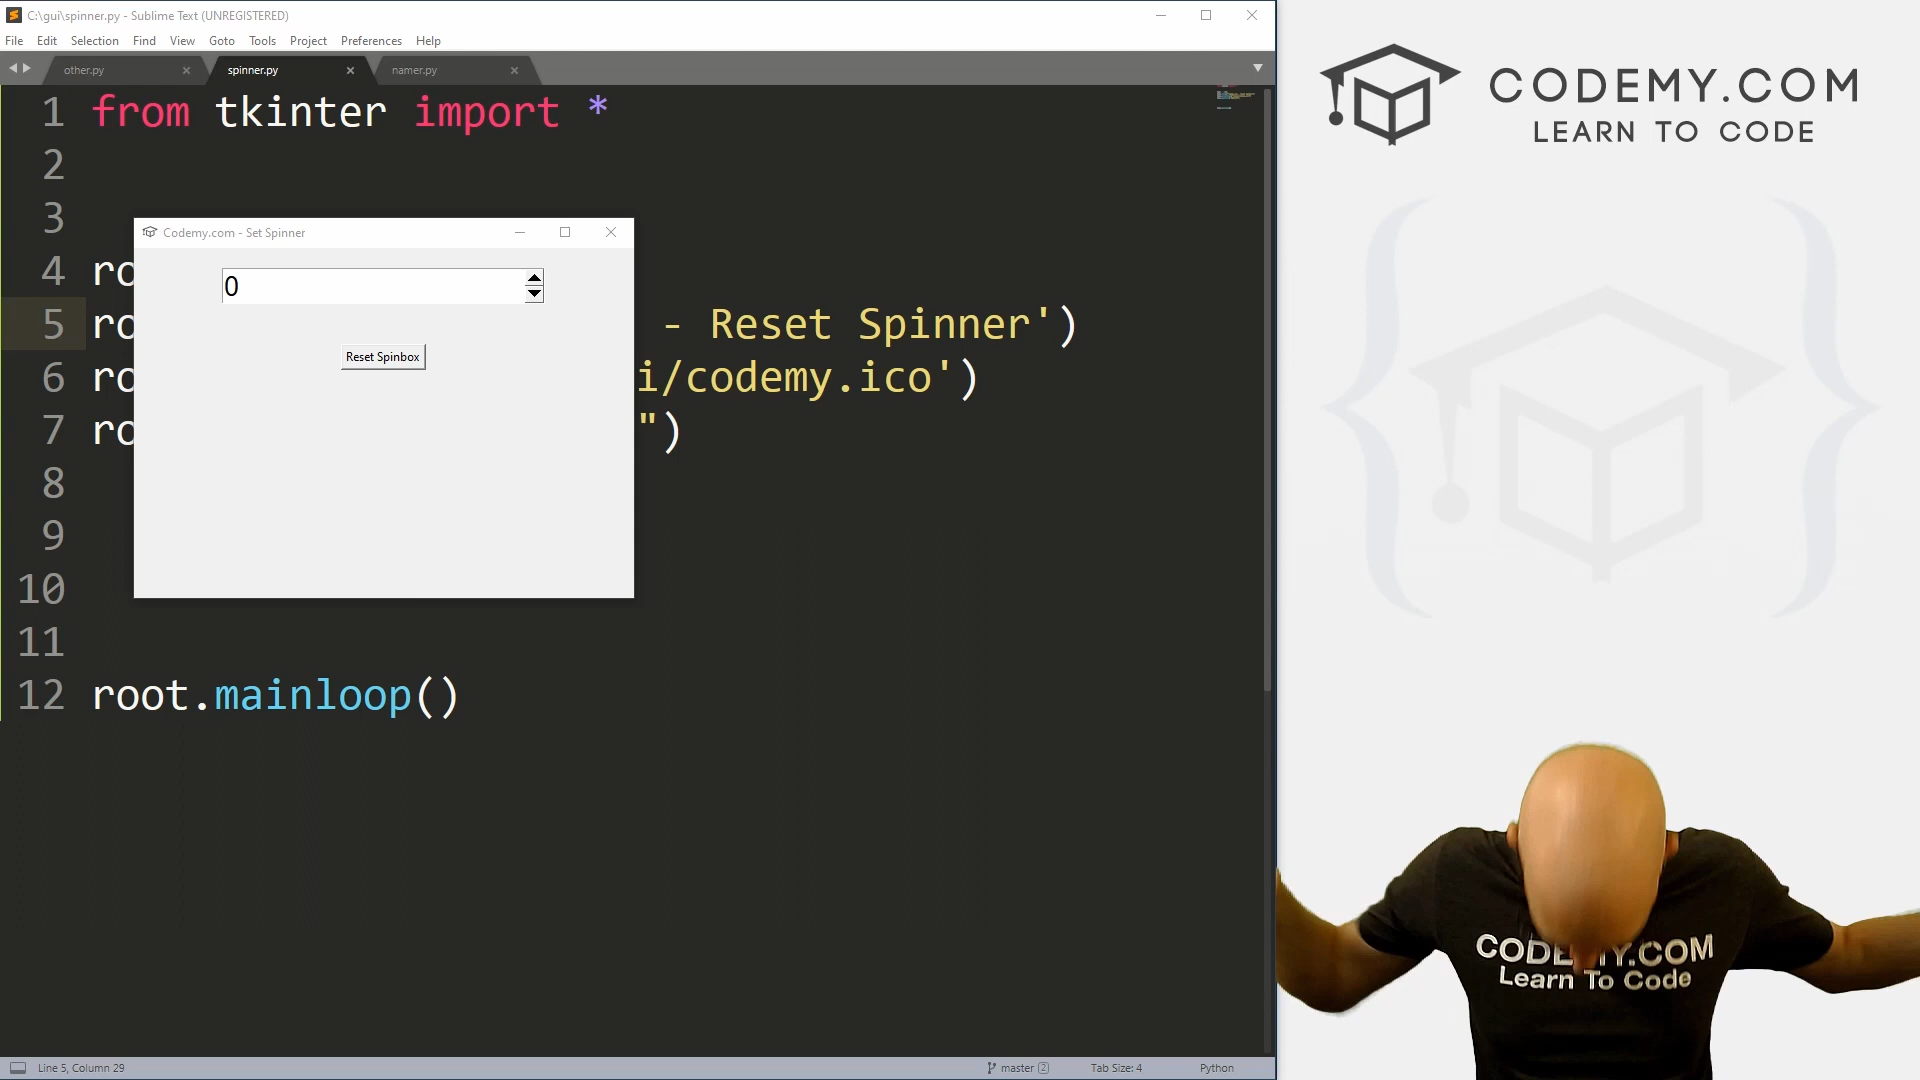 C:\gui\spinner.py - Sublime Text (UNREGISTERED)
File Edit Selection Find View Goto Tools Project Preferences Help
other.py spinner.py namer.py
1 from tkinter import *
2
3
Codemy.com - Set Spinner
0
Reset Spinbox
4 ro
5 ro - Reset Spinner')
6 ro i/codemy.ico')
7 ro ")
8
9
10
11
12 root.mainloop()
Line 5, Column 29 master 2 Tab Size: 4 Python
CODEMY.COM
LEARN TO CODE
CODEMY.COM
Learn To Code